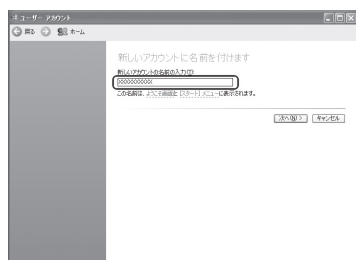 ユーザー アカウント
戻る ホーム
新しいアカウントに名前を付けます
新しいアカウントの名前の入力(T):
XXXXXXXXXX
この名前は、ようこそ画面と [スタート] メニューに表示されます。
次へ(N) > キャンセル